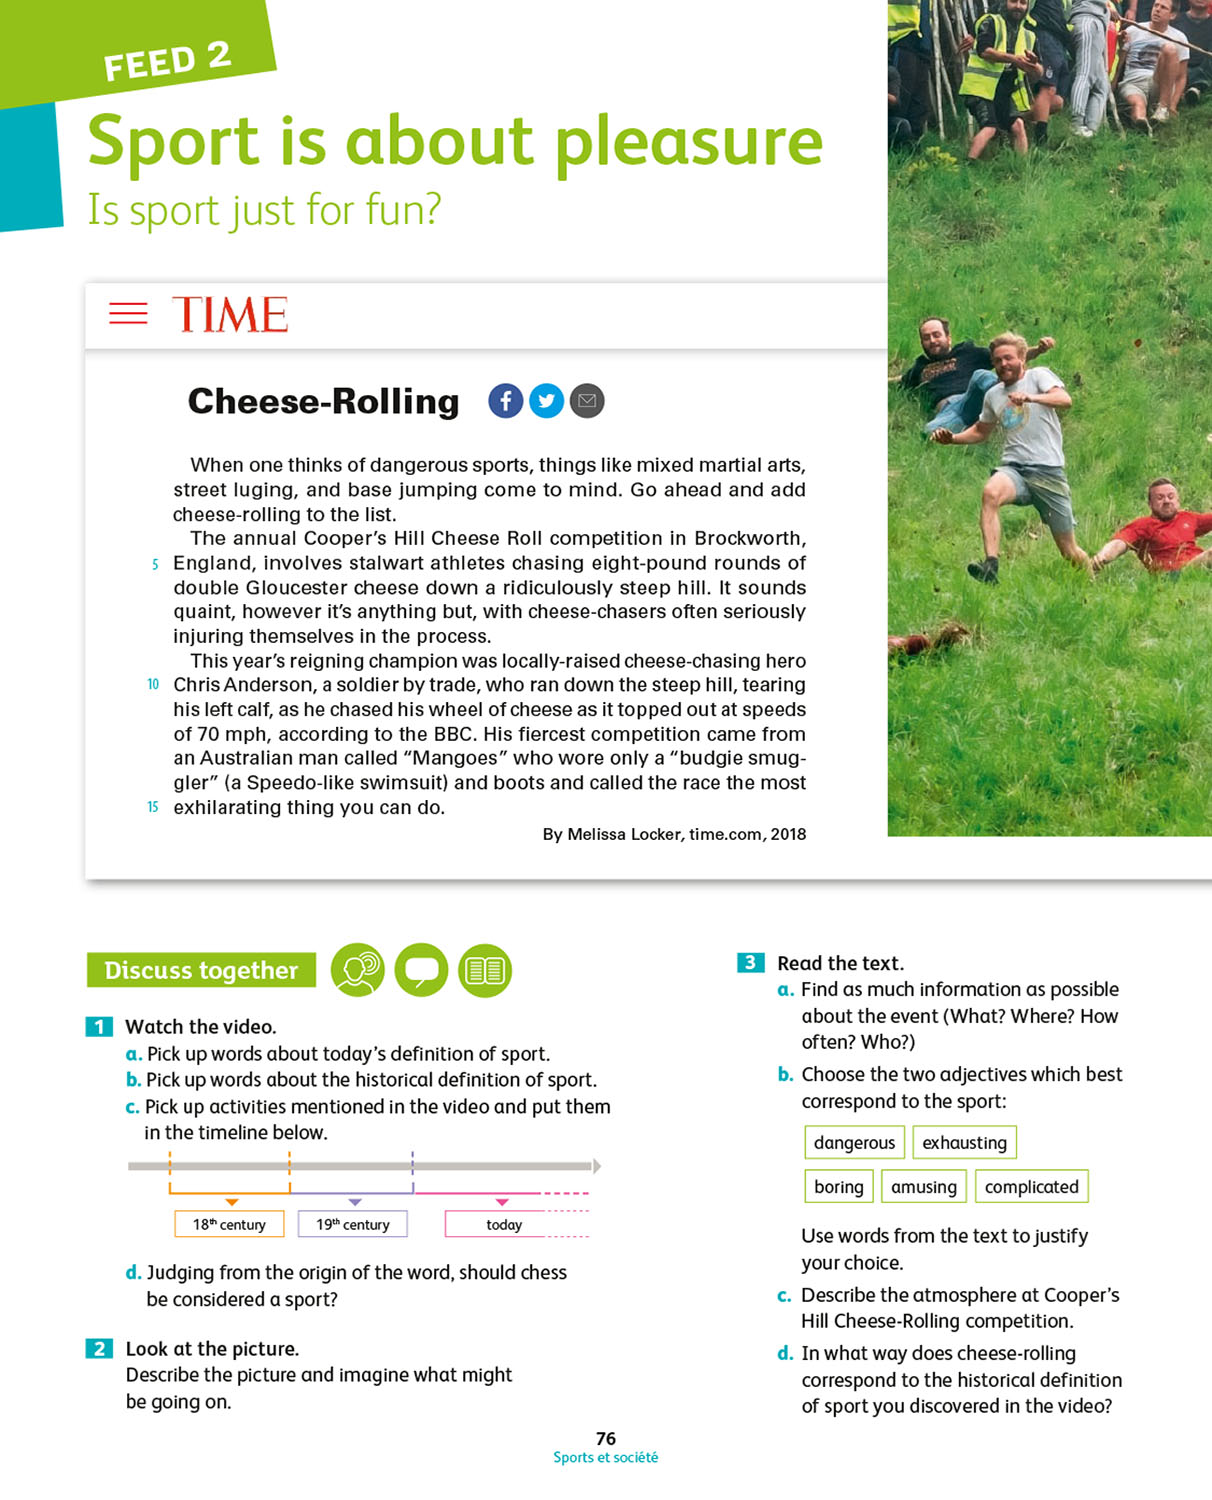 FEED 2
Sport is about pleasure
Is sport just for fun?
TIME
Cheese-Rolling
When one thinks of dangerous sports, things like mixed martial arts,
street luging, and base jumping come to mind. Go ahead and add
cheese-rolling to the list.
The annual Cooper's Hill Cheese Roll competition in Brockworth,
5 England, involves stalwart athletes chasing eight-pound rounds of
double Gloucester cheese down a ridiculously steep hill. It sounds
quaint, however it's anything but, with cheese-chasers often seriously
injuring themselves in the process.
This year's reigning champion was locally-raised cheese-chasing hero
10 Chris Anderson, a soldier by trade, who ran down the steep hill, tearing
his left calf, as he chased his wheel of cheese as it topped out at speeds
of 70 mph, according to the BBC. His fiercest competition came from
an Australian man called “Mangoes” who wore only a “budgie smug-
gler” (a Speedo-like swimsuit) and boots and called the race the most
15 exhilarating thing you can do.
By Melissa Locker, time.com, 2018
Discuss together
1 Watch the video.
a. Pick up words about today's definition of sport.
b. Pick up words about the historical definition of sport.
c. Pick up activities mentioned in the video and put them
in the timeline below.
18th century 19th century today
d. Judging from the origin of the word, should chess
be considered a sport?
2 Look at the picture.
Describe the picture and imagine what might
be going on.
3 Read the text.
a. Find as much information as possible
about the event (What? Where? How
often? Who?)
b. Choose the two adjectives which best
correspond to the sport:
dangerous exhausting
boring amusing complicated
Use words from the text to justify
your choice.
c. Describe the atmosphere at Cooper's
Hill Cheese-Rolling competition.
d. In what way does cheese-rolling
correspond to the historical definition
of sport you discovered in the video?
76
Sports et société